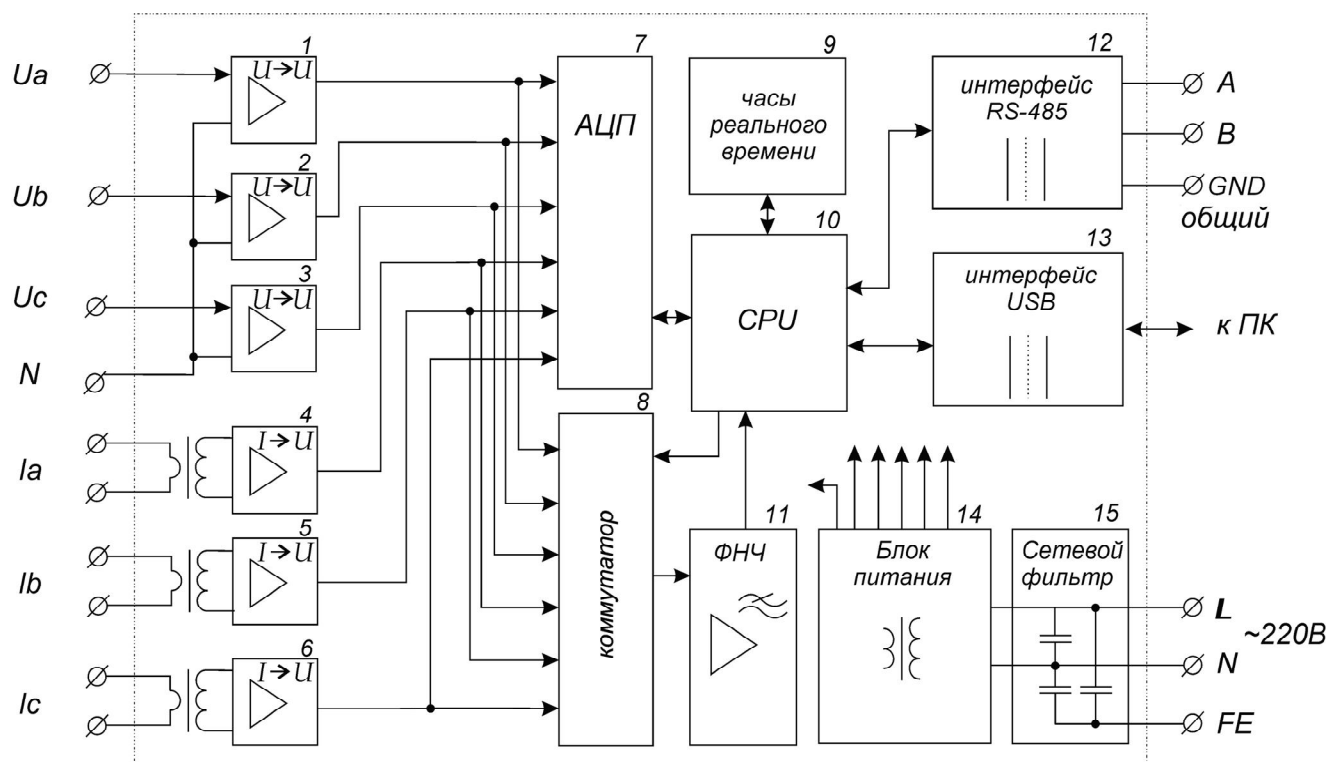 Ua
Ub
Uc
N
Ia
Ib
Ic
1
U→U
2
U→U
3
U→U
4
I→U
5
I→U
6
I→U
7
АЦП
8
коммутатор
9
часы
реального
времени
10
CPU
11
ФНЧ
12
интерфейс
RS-485
A
B
GND
общий
13
интерфейс
USB
к ПК
14
Блок
питания
15
Сетевой
фильтр
L
~220В
N
FE